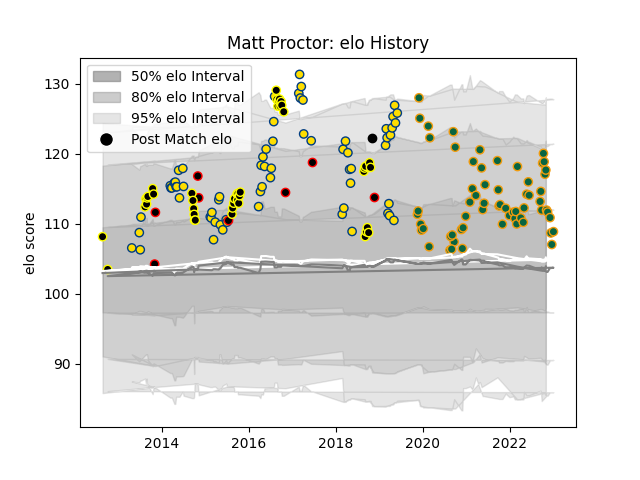 Matt Proctor: elo History
50% elo Interval
80% elo Interval
95% elo Interval
Post Match elo
elo score
130
120
110
100
90
2014 2016 2018 2020 2022